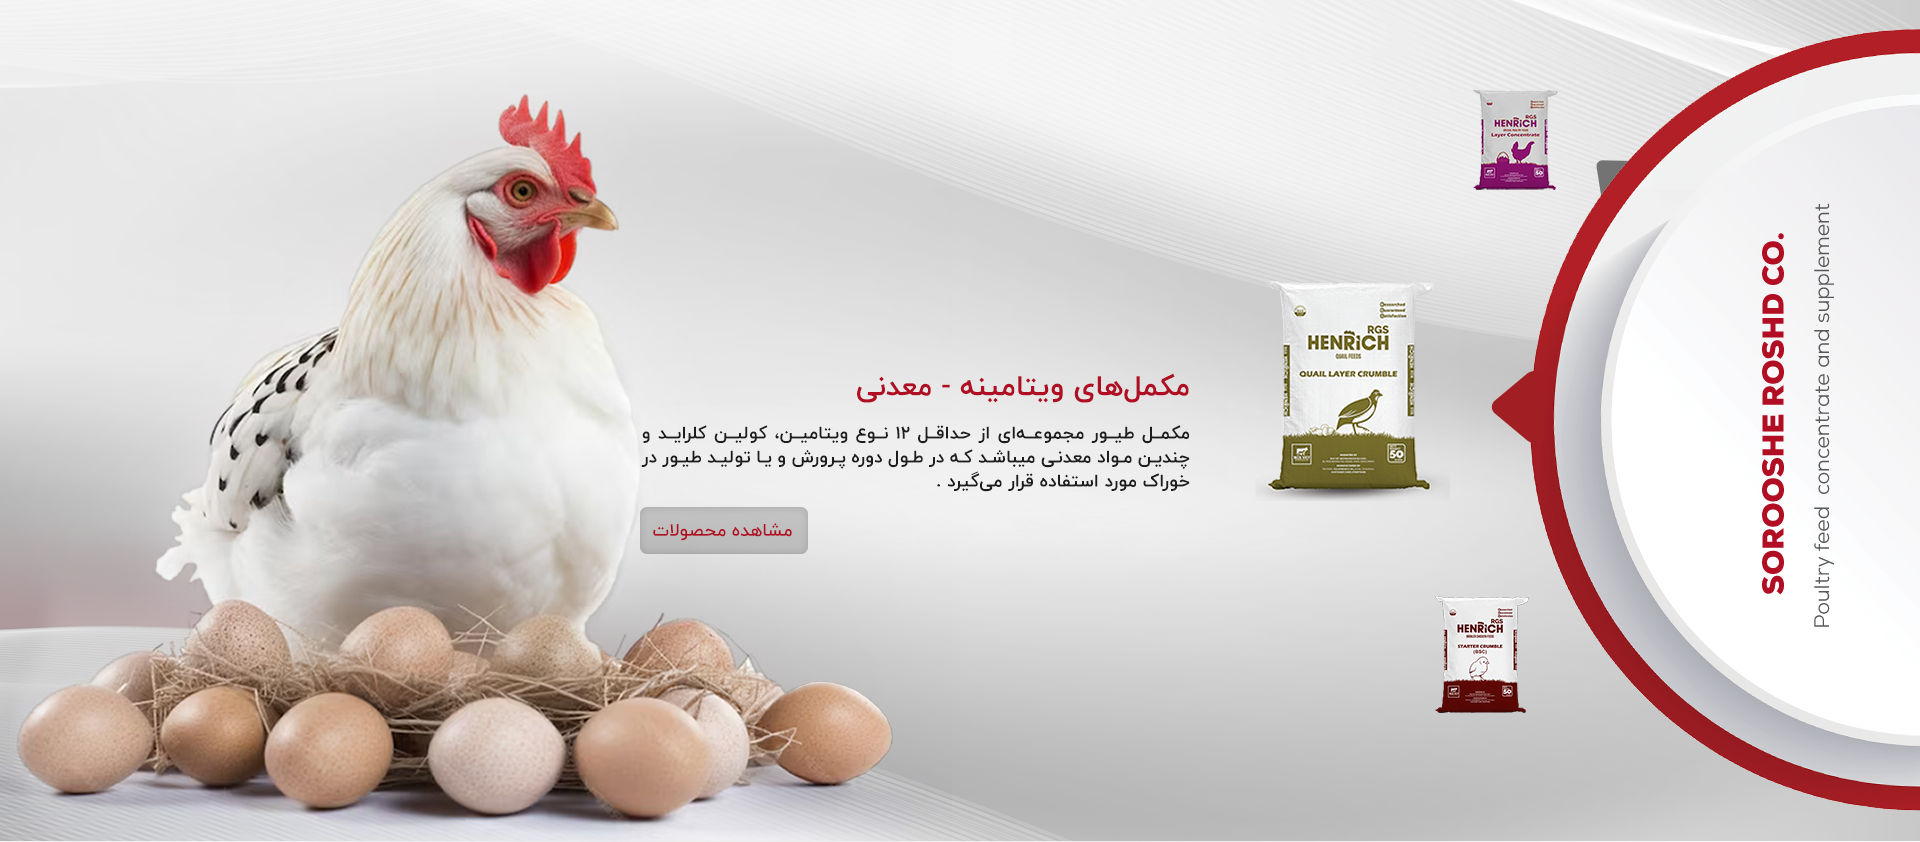 مکمل‌های ویتامینه - معدنی
مکمل طیور مجموعه‌ای از حداقل ۱۲ نوع ویتامین، کولین کلراید و
چندین مواد معدنی میباشد که در طول دوره پرورش و یا تولید طیور در
خوراک مورد استفاده قرار می‌گیرد .
مشاهده محصولات
RGS
HENRiCH
Layer Concentrate
50
RGS
HENRiCH
QUAIL FEEDS
QUAIL LAYER CRUMBLE
50
RGS
HENRiCH
STARTER CRUMBLE
50
SOROOSHE ROSHD CO.
Poultry feed concentrate and supplement